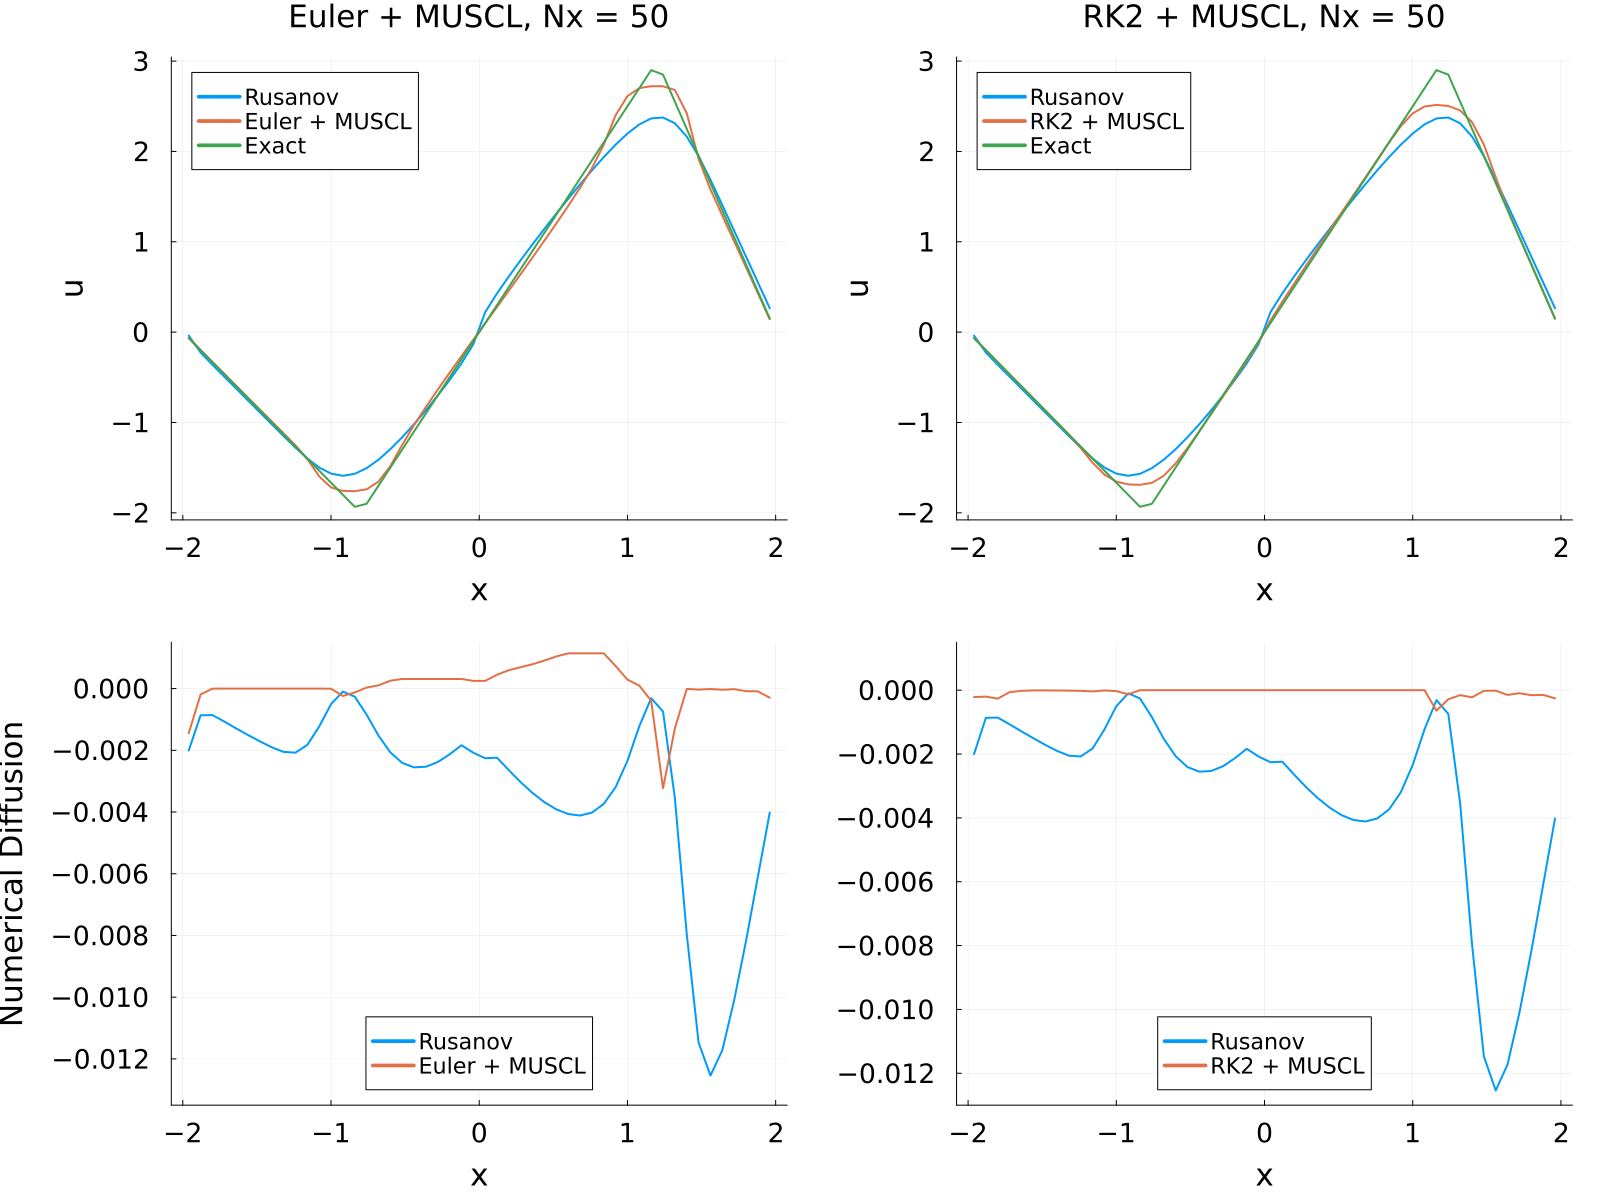 Euler + MUSCL, Nx = 50
3
2
1
0
−1
−2
u
Rusanov
Euler + MUSCL
Exact
−2
−1
0
1
2
x
RK2 + MUSCL, Nx = 50
3
2
1
0
−1
−2
u
Rusanov
RK2 + MUSCL
Exact
−2
−1
0
1
2
x
0.000
−0.002
−0.004
−0.006
−0.008
−0.010
−0.012
Numerical Diffusion
Rusanov
Euler + MUSCL
−2
−1
0
1
2
x
0.000
−0.002
−0.004
−0.006
−0.008
−0.010
−0.012
Rusanov
RK2 + MUSCL
−2
−1
0
1
2
x